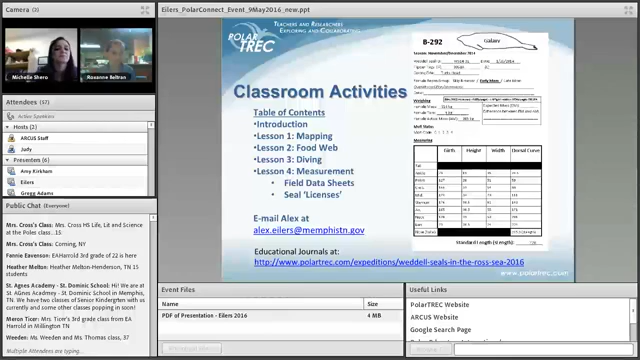 Camera (2)
Eilers_PolarConnect_Event_9May2016_new.ppt
Michelle Shero
Roxanne Beltran
Attendees (57)
Active Speakers
Hosts (2)
ARCUS Staff
Judy
Presenters (6)
Amy Kirkham
Eilers
Gregg Adams
Public Chat (Everyone)
Mrs. Cross's Class: Mrs. Cross HS Life, Lit and Science at the Poles class...15
Mrs. Cross's Class: Corning, NY
Fannie Eavenson: EAHarrold 3rd grade of 22 is here
Heather Melton: Heather Melton-Henderson, TN 15 students
St. Agnes Academy - St. Dominic School: Hi! We are at St Agnes Academy - St. Dominic School in Memphis, TN. We have two classes of Senior Kindergarten with us currently and some other classes popping in soon!
Meron Ticer: Mrs. Ticer's 3rd grade class from EA Harrold in Millington TN
Weeden: Ms. Weeden and Ms. Thomas class, 37
Multiple Attendees are typing...
POLAR TREC
TEACHERS AND RESEARCHERS
EXPLORING AND COLLABORATING
Classroom Activities
Table of Contents
•Introduction
•Lesson 1: Mapping
•Lesson 2: Food Web
•Lesson 3: Diving
•Lesson 4: Measurement
• Field Data Sheets
• Seal 'Licenses'
E-mail Alex at
alex.eilers@memphistn.gov
Educational Journals at:
http://www.polartrec.com/expeditions/weddell-seals-in-the-ross-sea-2016
www.polartrec.com
B-292
Galaxy
Weighing
Measuring
Birth
Height
Width
Dorsal Curve
Event Files
Name
Size
PDF of Presentation - Eilers 2016
4 MB
Useful Links
PolarTREC Website
ARCUS Website
Google Search Page